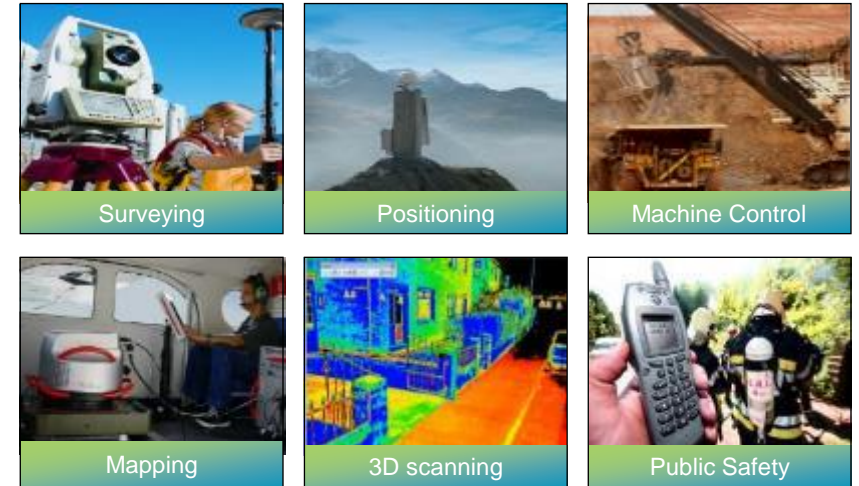 Surveying
Positioning
Machine Control
Mapping
3D scanning
Public Safety